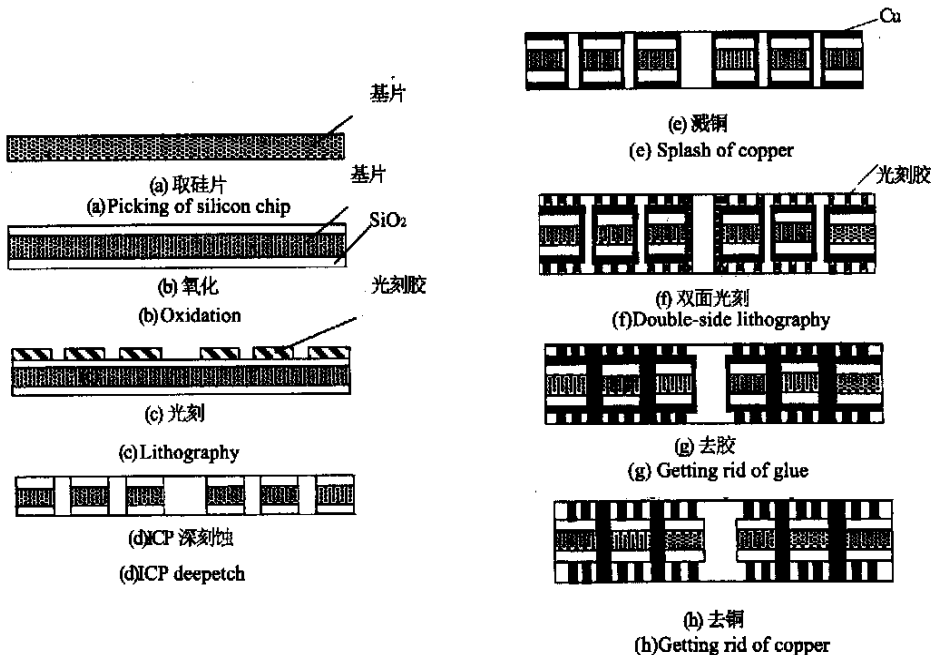 基片
(a) 取硅片
(a)Picking of silicon chip
基片
SiO2
(b) 氧化
(b) Oxidation
光刻胶
(c) 光刻
(c) Lithography
(d)ICP 深刻蚀
(d)ICP deepetch
Cu
(e) 溅铜
(e) Splash of copper
光刻胶
(f) 双面光刻
(f)Double-side lithography
(g) 去胶
(g) Getting rid of glue
(h) 去铜
(h)Getting rid of copper